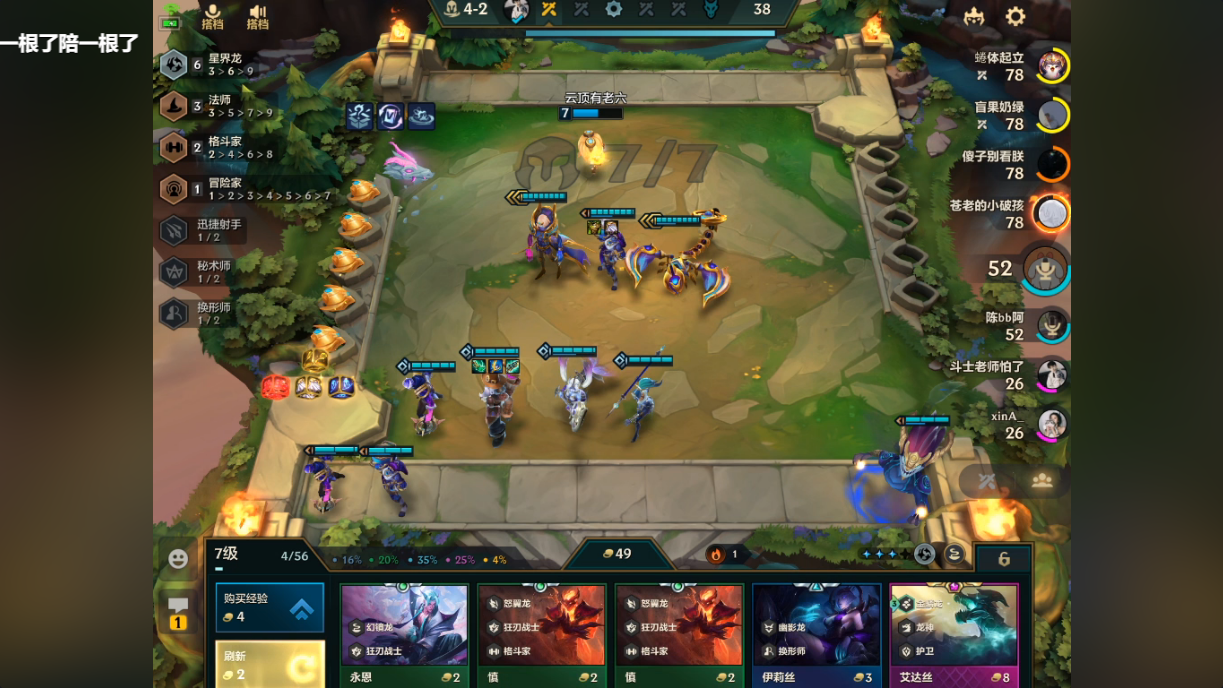 一根了陪一根了
搭档
搭档
4-2
38
6 星界龙
3 > 6 > 9
3 法师
3 > 5 > 7 > 9
2 格斗家
2 > 4 > 6 > 8
1 冒险家
1 > 2 > 3 > 4 > 5 > 6 > 7
迅捷射手
1 / 2
秘术师
1 / 2
换形师
1 / 2
云顶有老六
7
7/7
蜷体起立
78
盲果奶绿
78
傻子别看朕
78
苍老的小破孩
78
52
陈bb阿
52
斗士老师怕了
26
xinA_
26
7级
4/56
16%
20%
35%
25%
4%
49
1
6
1
购买经验
4
刷新
2
幻镜龙
狂刃战士
永恩
2
怒翼龙
狂刃战士
格斗家
慎
2
怒翼龙
狂刃战士
格斗家
慎
2
幽影龙
换形师
伊莉丝
3
3
龙神
护卫
艾达丝
8